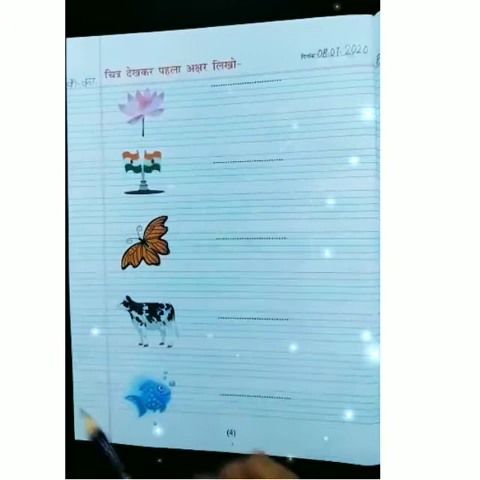 दिनांक 08.01.2020
चित्र देखकर पहला अक्षर लिखो-
(4)